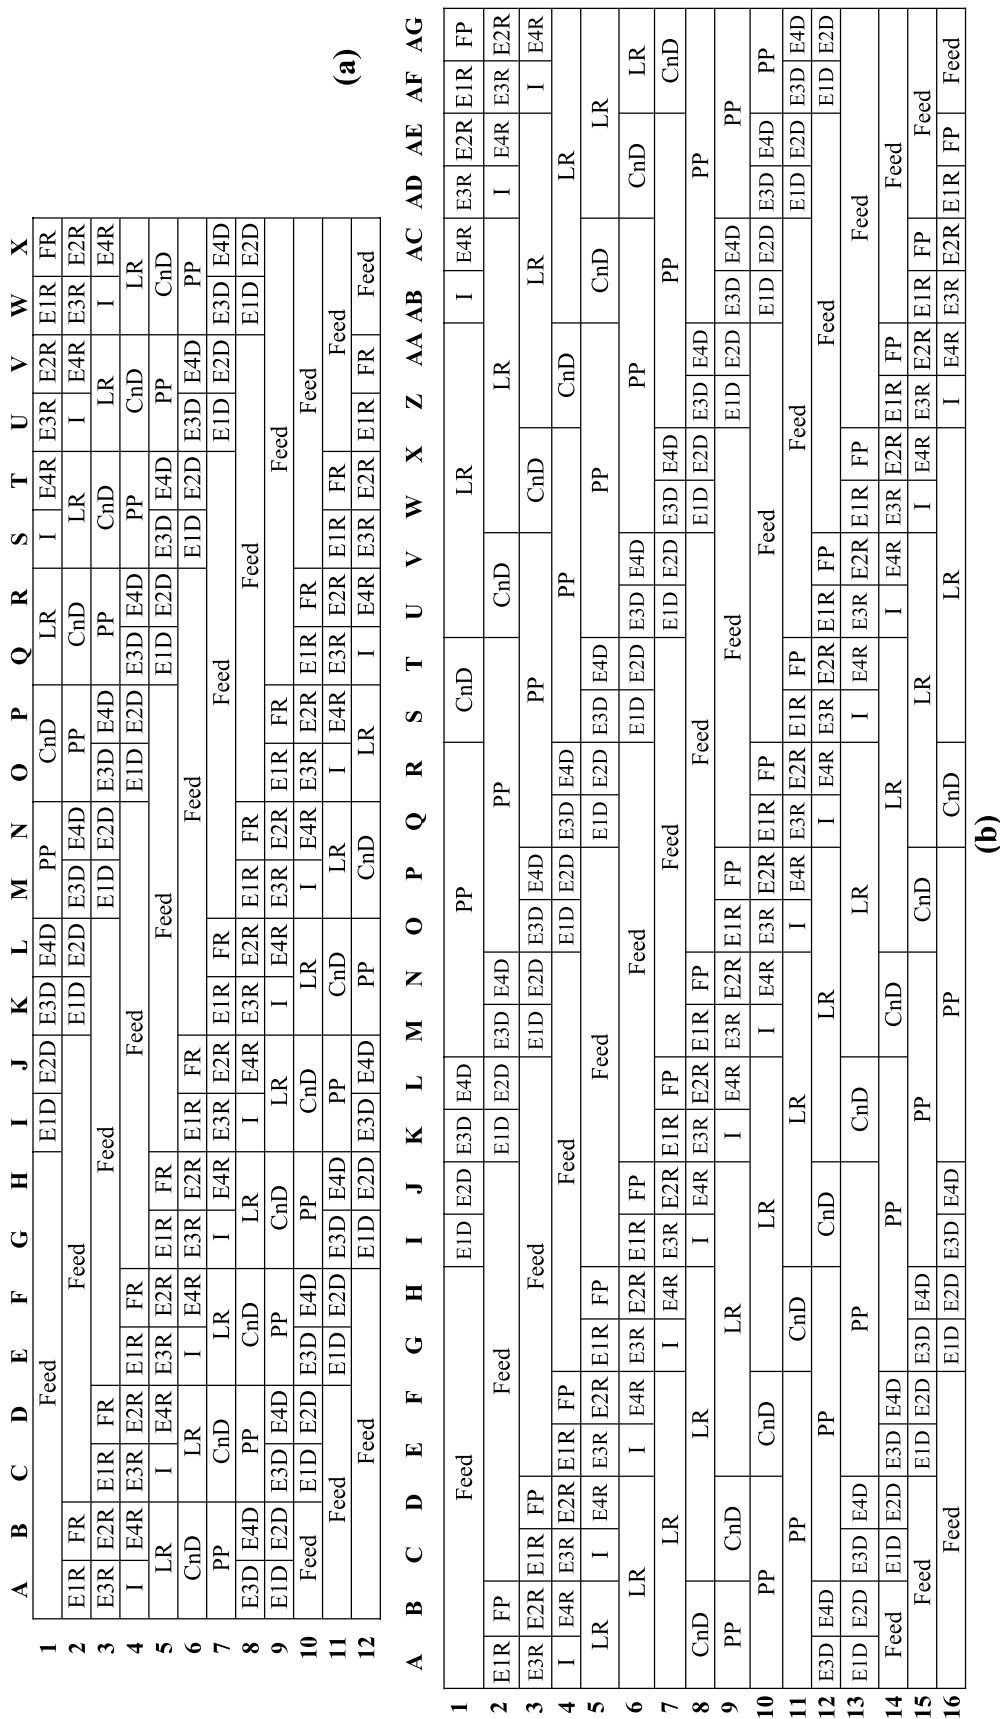 A B C D E F G H I J K L M N O P Q R S T U V W X
1 Feed E1D E2D E3D E4D PP CnD LR I E4R E3R E2R E1R FR
2 E1R FR Feed E1D E2D E3D E4D PP CnD LR I E4R E3R E2R
3 E3R E2R E1R FR Feed E1D E2D E3D E4D PP CnD LR I E4R
4 I E4R E3R E2R E1R FR Feed E1D E2D E3D E4D PP CnD LR
5 LR I E4R E3R E2R E1R FR Feed E1D E2D E3D E4D PP CnD
6 CnD LR I E4R E3R E2R E1R FR Feed E1D E2D E3D E4D PP
7 PP CnD LR I E4R E3R E2R E1R FR Feed E1D E2D E3D E4D
8 E3D E4D PP CnD LR I E4R E3R E2R E1R FR Feed E1D E2D
9 E1D E2D E3D E4D PP CnD LR I E4R E3R E2R E1R FR Feed
10 Feed E1D E2D E3D E4D PP CnD LR I E4R E3R E2R E1R FR Feed
11 Feed E1D E2D E3D E4D PP CnD LR I E4R E3R E2R E1R FR Feed
12 Feed E1D E2D E3D E4D PP CnD LR I E4R E3R E2R E1R FR Feed
(a)
A B C D E F G H I J K L M N O P Q R S T U V W X Z AA AB AC AD AE AF AG
1 Feed E1D E2D E3D E4D PP CnD LR I E4R E3R E2R E1R FP
2 E1R FP Feed E1D E2D E3D E4D PP CnD LR I E4R E3R E2R
3 E3R E2R E1R FP Feed E1D E2D E3D E4D PP CnD LR I E4R
4 I E4R E3R E2R E1R FP Feed E1D E2D E3D E4D PP CnD LR
5 LR I E4R E3R E2R E1R FP Feed E1D E2D E3D E4D PP CnD LR
6 LR I E4R E3R E2R E1R FP Feed E1D E2D E3D E4D PP CnD LR
7 LR I E4R E3R E2R E1R FP Feed E1D E2D E3D E4D PP CnD
8 CnD LR I E4R E3R E2R E1R FP Feed E1D E2D E3D E4D PP
9 PP CnD LR I E4R E3R E2R E1R FP Feed E1D E2D E3D E4D PP
10 PP CnD LR I E4R E3R E2R E1R FP Feed E1D E2D E3D E4D PP
11 PP CnD LR I E4R E3R E2R E1R FP Feed E1D E2D E3D E4D
12 E3D E4D PP CnD LR I E4R E3R E2R E1R FP Feed E1D E2D
13 E1D E2D E3D E4D PP CnD LR I E4R E3R E2R E1R FP Feed
14 Feed E1D E2D E3D E4D PP CnD LR I E4R E3R E2R E1R FP Feed
15 Feed E1D E2D E3D E4D PP CnD LR I E4R E3R E2R E1R FP Feed
16 Feed E1D E2D E3D E4D PP CnD LR I E4R E3R E2R E1R FP Feed
(b)